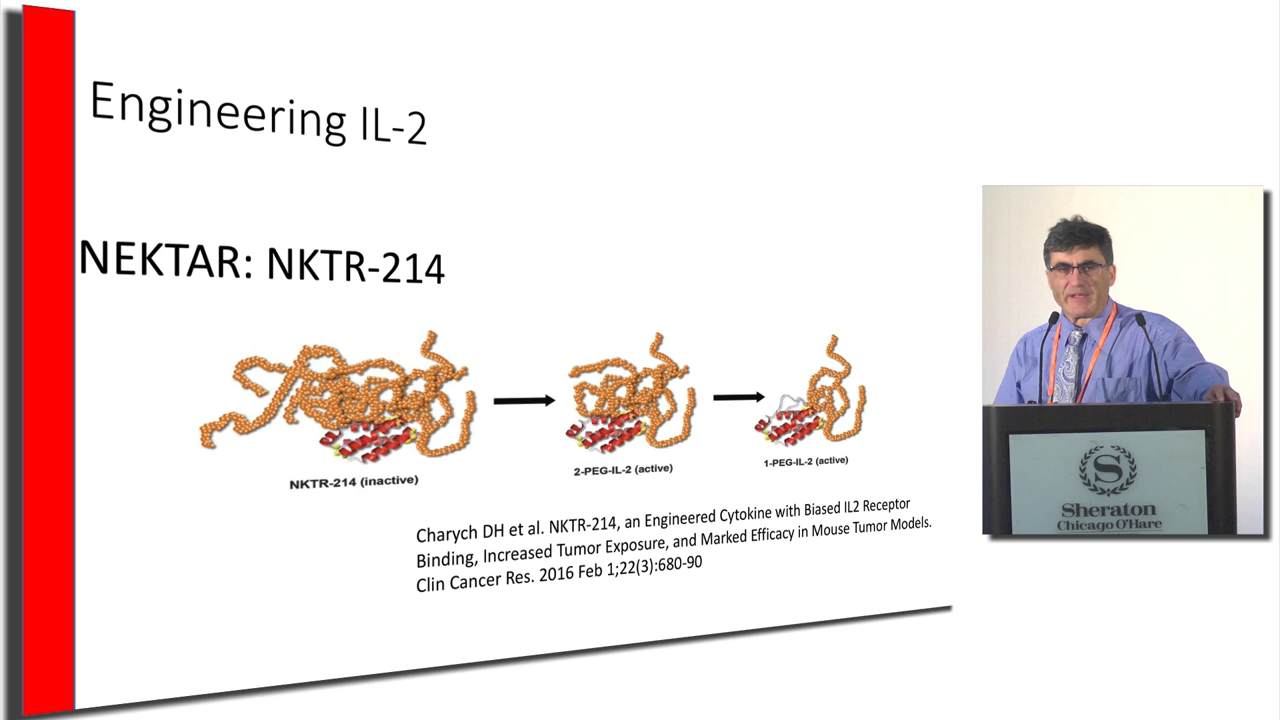 Engineering IL-2
NEKTAR: NKTR-214
NKTR-214 (inactive)
2-PEG-IL-2 (active)
1-PEG-IL-2 (active)
Charych DH et al. NKTR-214, an Engineered Cytokine with Biased IL2 Receptor
Binding, Increased Tumor Exposure, and Marked Efficacy in Mouse Tumor Models.
Clin Cancer Res. 2016 Feb 1;22(3):680-90
S
Sheraton
Chicago O'Hare